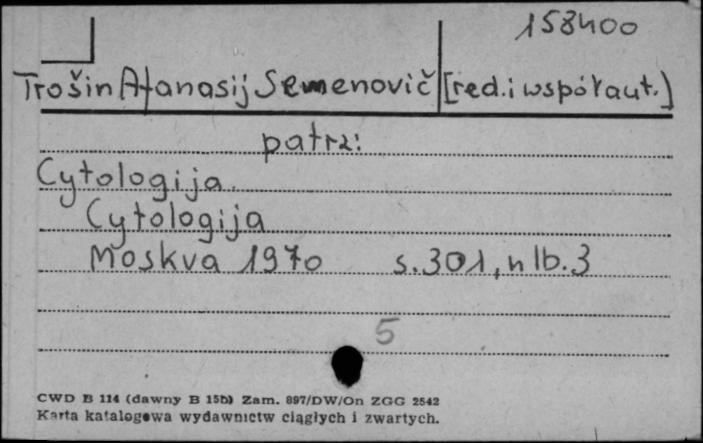 158400
Trošin Afanasij Semenovič [red. i współaut.]
patrz:
Cytologija.
Cytologija
Moskva 1970 s. 301, nlb. 3
5
CWD B 114 (dawny B 15b) Zam. 897/DW/On ZGG 2542
Karta katalogowa wydawnictw ciągłych i zwartych.